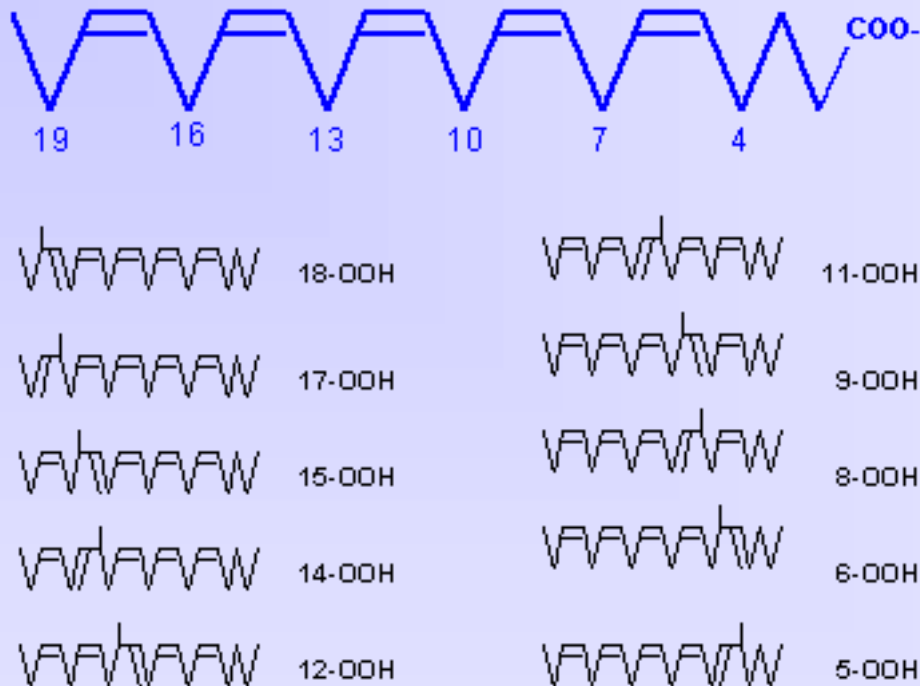 COO-
19 16 13 10 7 4
18-OOH 11-OOH
17-OOH 9-OOH
15-OOH 8-OOH
14-OOH 6-OOH
12-OOH 5-OOH